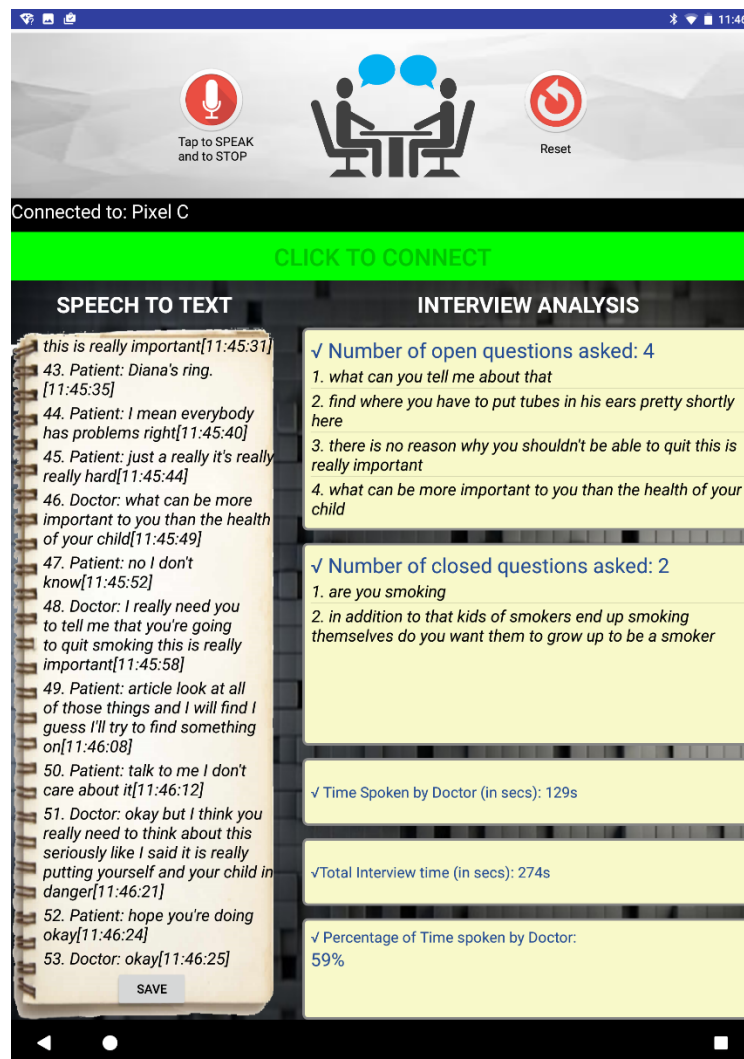 11:46
Tap to SPEAK
and to STOP
Reset
Connected to: Pixel C
CLICK TO CONNECT
SPEECH TO TEXT
this is really important[11:45:31]
43. Patient: Diana's ring.
[11:45:35]
44. Patient: I mean everybody
has problems right[11:45:40]
45. Patient: just a really it's really
really hard[11:45:44]
46. Doctor: what can be more
important to you than the health
of your child[11:45:49]
47. Patient: no I don't
know[11:45:52]
48. Doctor: I really need you
to tell me that you're going
to quit smoking this is really
important[11:45:58]
49. Patient: article look at all
of those things and I will find I
guess I'll try to find something
on[11:46:08]
50. Patient: talk to me I don't
care about it[11:46:12]
51. Doctor: okay but I think you
really need to think about this
seriously like I said it is really
putting yourself and your child in
danger[11:46:21]
52. Patient: hope you're doing
okay[11:46:24]
53. Doctor: okay[11:46:25]
SAVE
INTERVIEW ANALYSIS
√ Number of open questions asked: 4
1. what can you tell me about that
2. find where you have to put tubes in his ears pretty shortly
here
3. there is no reason why you shouldn't be able to quit this is
really important
4. what can be more important to you than the health of your
child
√ Number of closed questions asked: 2
1. are you smoking
2. in addition to that kids of smokers end up smoking
themselves do you want them to grow up to be a smoker
√ Time Spoken by Doctor (in secs): 129s
√Total Interview time (in secs): 274s
√ Percentage of Time spoken by Doctor:
59%